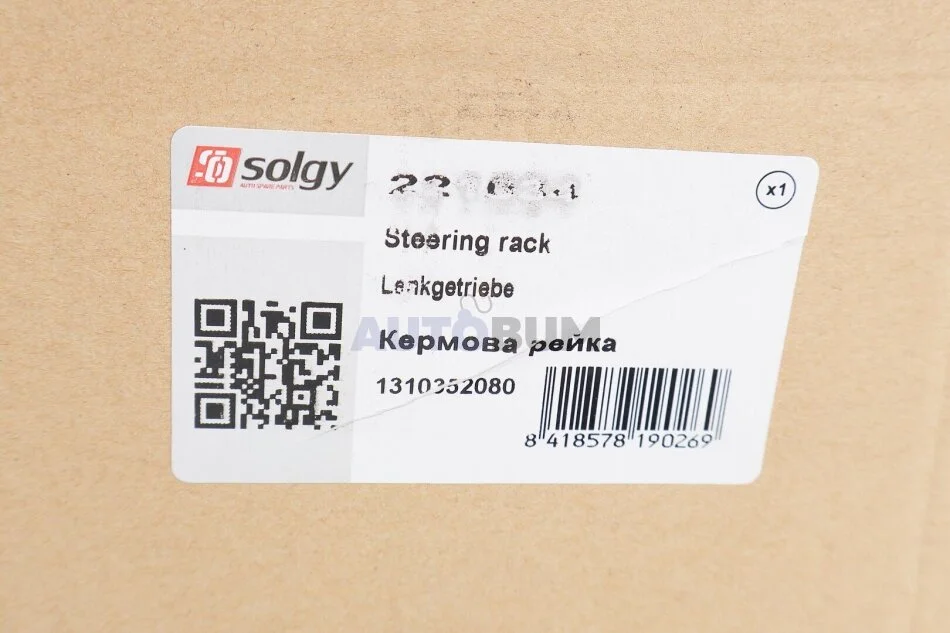 solgy
AUTO SPARE PARTS
x1
Steering rack
Lenkgetriebe
AUTOBUM
Кермова рейка
1310352080
8 418578 190269